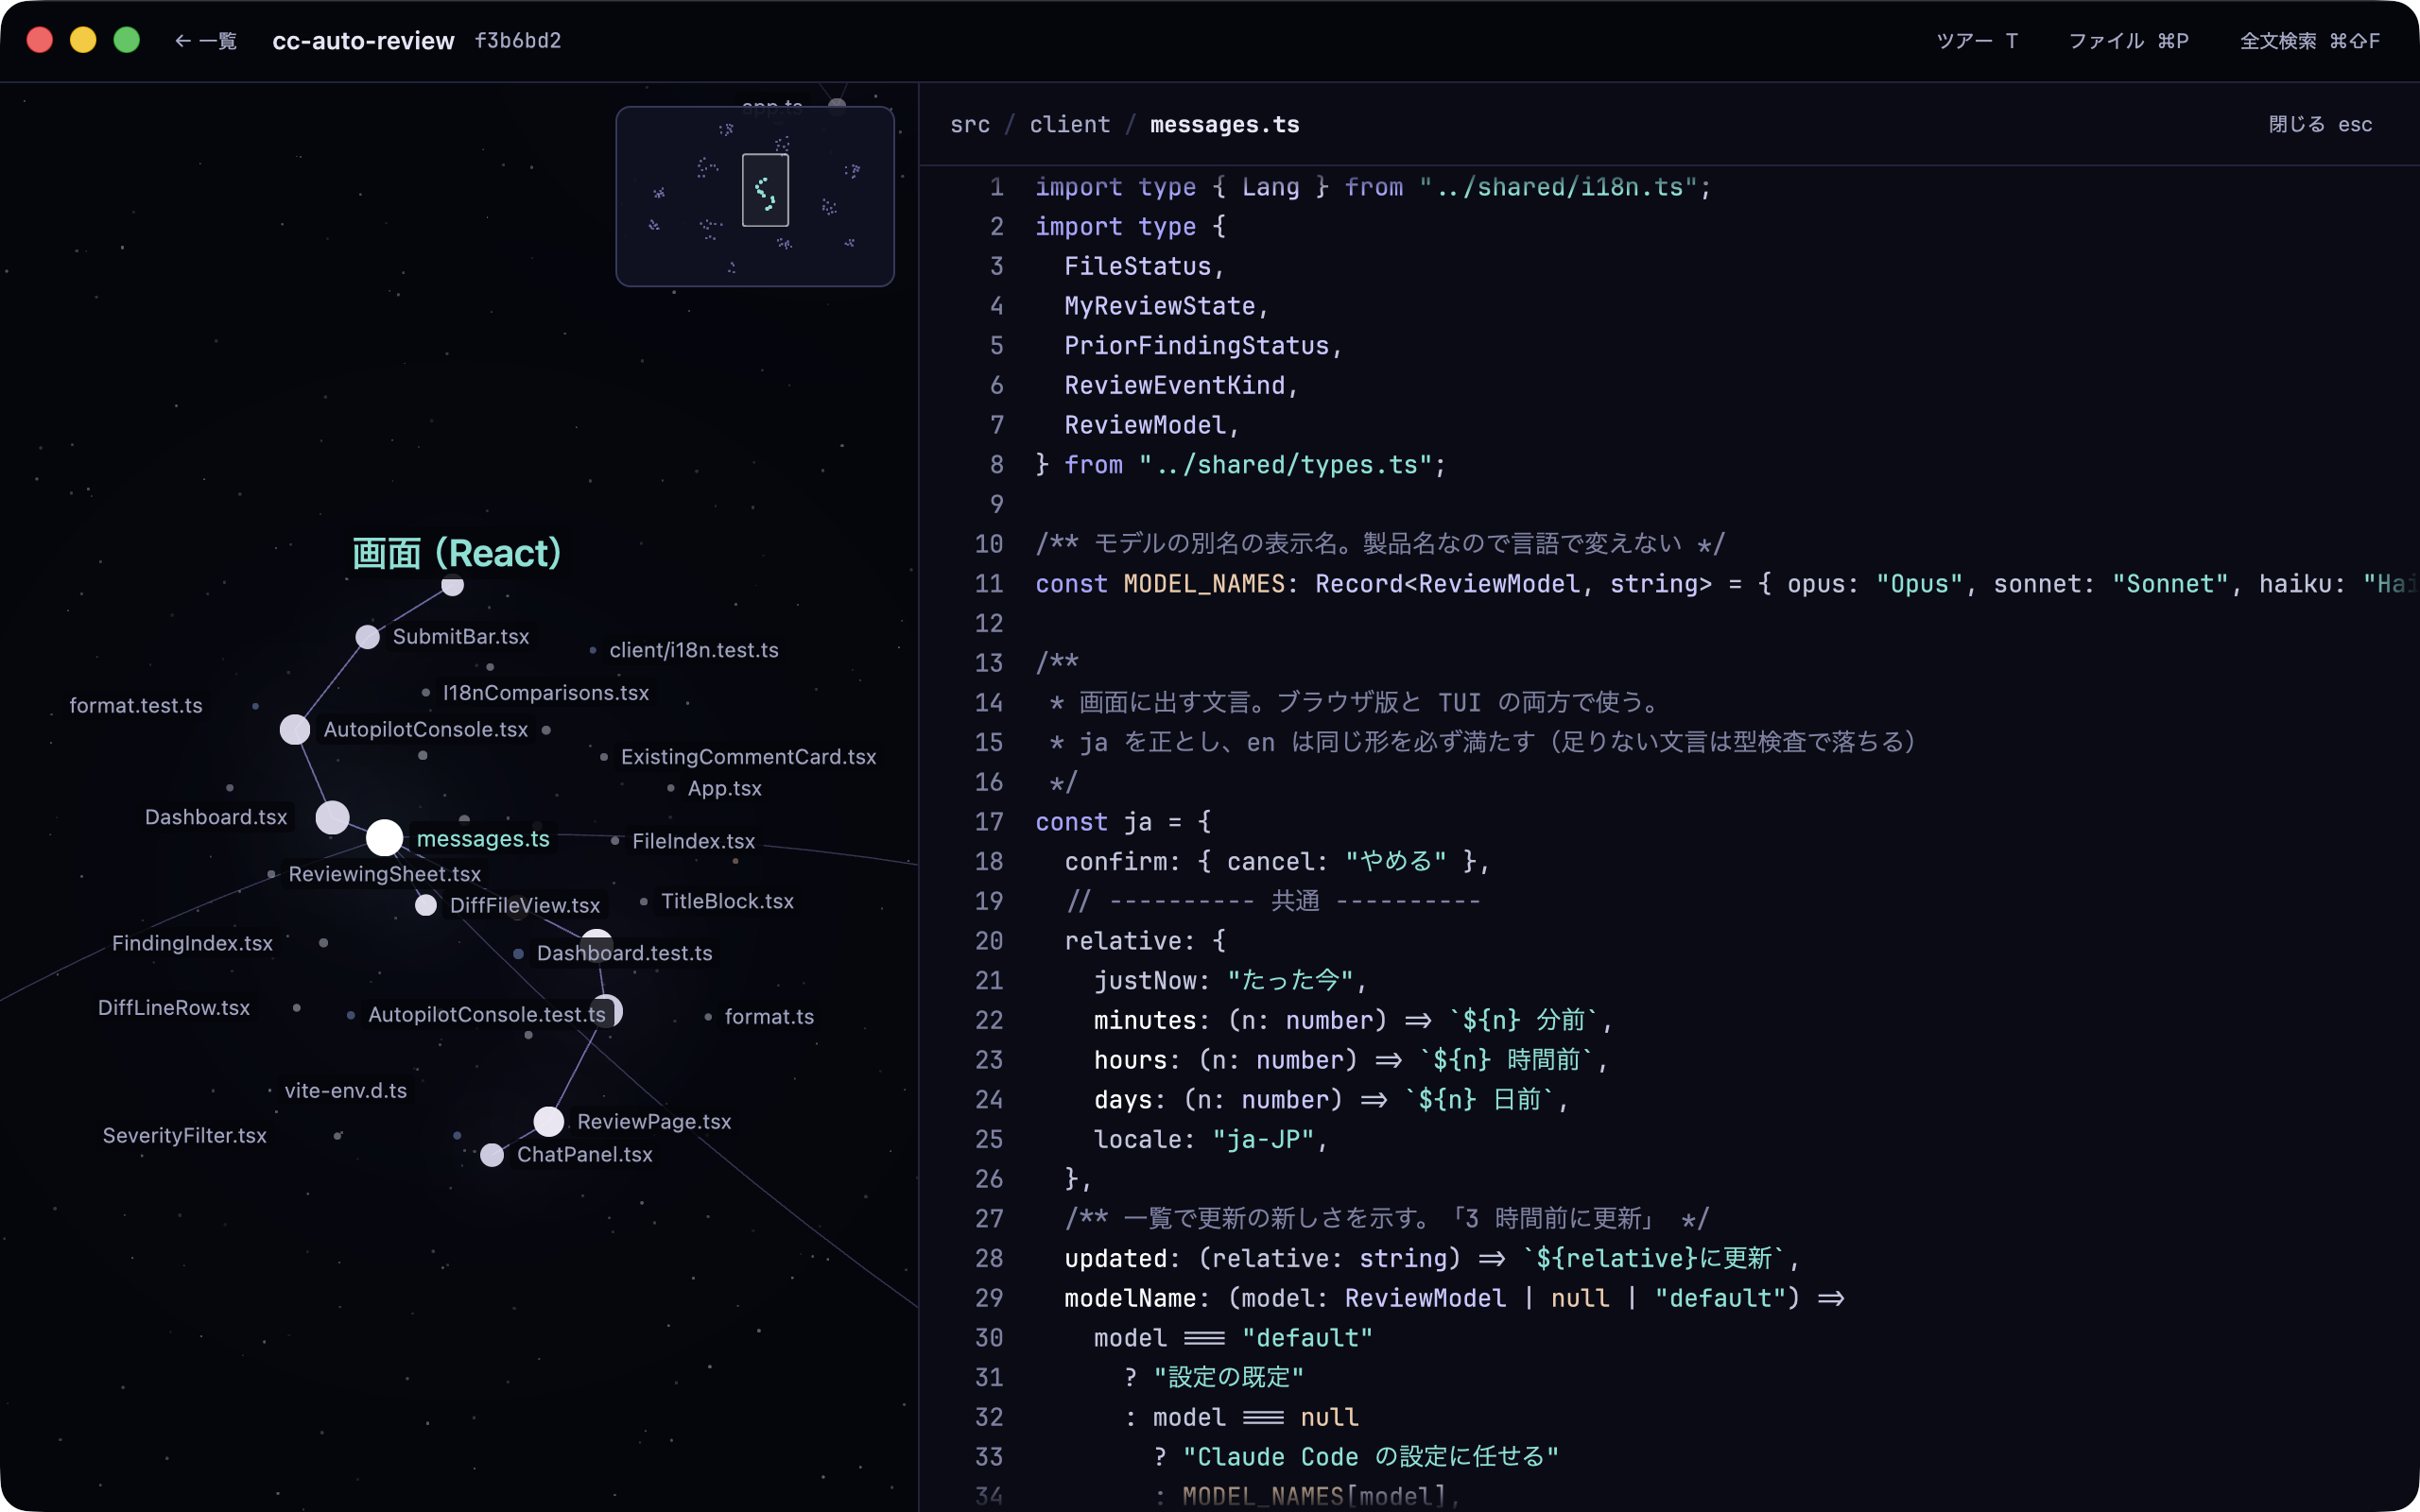 ← 一覧 cc-auto-review f3b6bd2 ツアー T ファイル ⌘P 全文検索 ⌘⇧F
app.ts
画面（React）
SubmitBar.tsx
client/i18n.test.ts
I18nComparisons.tsx
format.test.ts
AutopilotConsole.tsx
ExistingCommentCard.tsx
App.tsx
Dashboard.tsx
messages.ts
FileIndex.tsx
ReviewingSheet.tsx
DiffFileView.tsx
TitleBlock.tsx
FindingIndex.tsx
Dashboard.test.ts
DiffLineRow.tsx
AutopilotConsole.test.ts
format.ts
vite-env.d.ts
ReviewPage.tsx
SeverityFilter.tsx
ChatPanel.tsx
src / client / messages.ts 閉じる esc
1 import type { Lang } from "../shared/i18n.ts";
2 import type {
3   FileStatus,
4   MyReviewState,
5   PriorFindingStatus,
6   ReviewEventKind,
7   ReviewModel,
8 } from "../shared/types.ts";
9
10 /** モデルの別名の表示名。製品名なので言語で変えない */
11 const MODEL_NAMES: Record<ReviewModel, string> = { opus: "Opus", sonnet: "Sonnet", haiku: "Hai
12
13 /**
14  * 画面に出す文言。ブラウザ版と TUI の両方で使う。
15  * ja を正とし、en は同じ形を必ず満たす（足りない文言は型検査で落ちる）
16  */
17 const ja = {
18   confirm: { cancel: "やめる" },
19   // ---------- 共通 ----------
20   relative: {
21     justNow: "たった今",
22     minutes: (n: number) => `${n} 分前`,
23     hours: (n: number) => `${n} 時間前`,
24     days: (n: number) => `${n} 日前`,
25     locale: "ja-JP",
26   },
27   /** 一覧で更新の新しさを示す。「3 時間前に更新」 */
28   updated: (relative: string) => `${relative}に更新`,
29   modelName: (model: ReviewModel | null | "default") =>
30     model === "default"
31       ? "設定の既定"
32       : model === null
33         ? "Claude Code の設定に任せる"
34         : MODEL_NAMES[model],